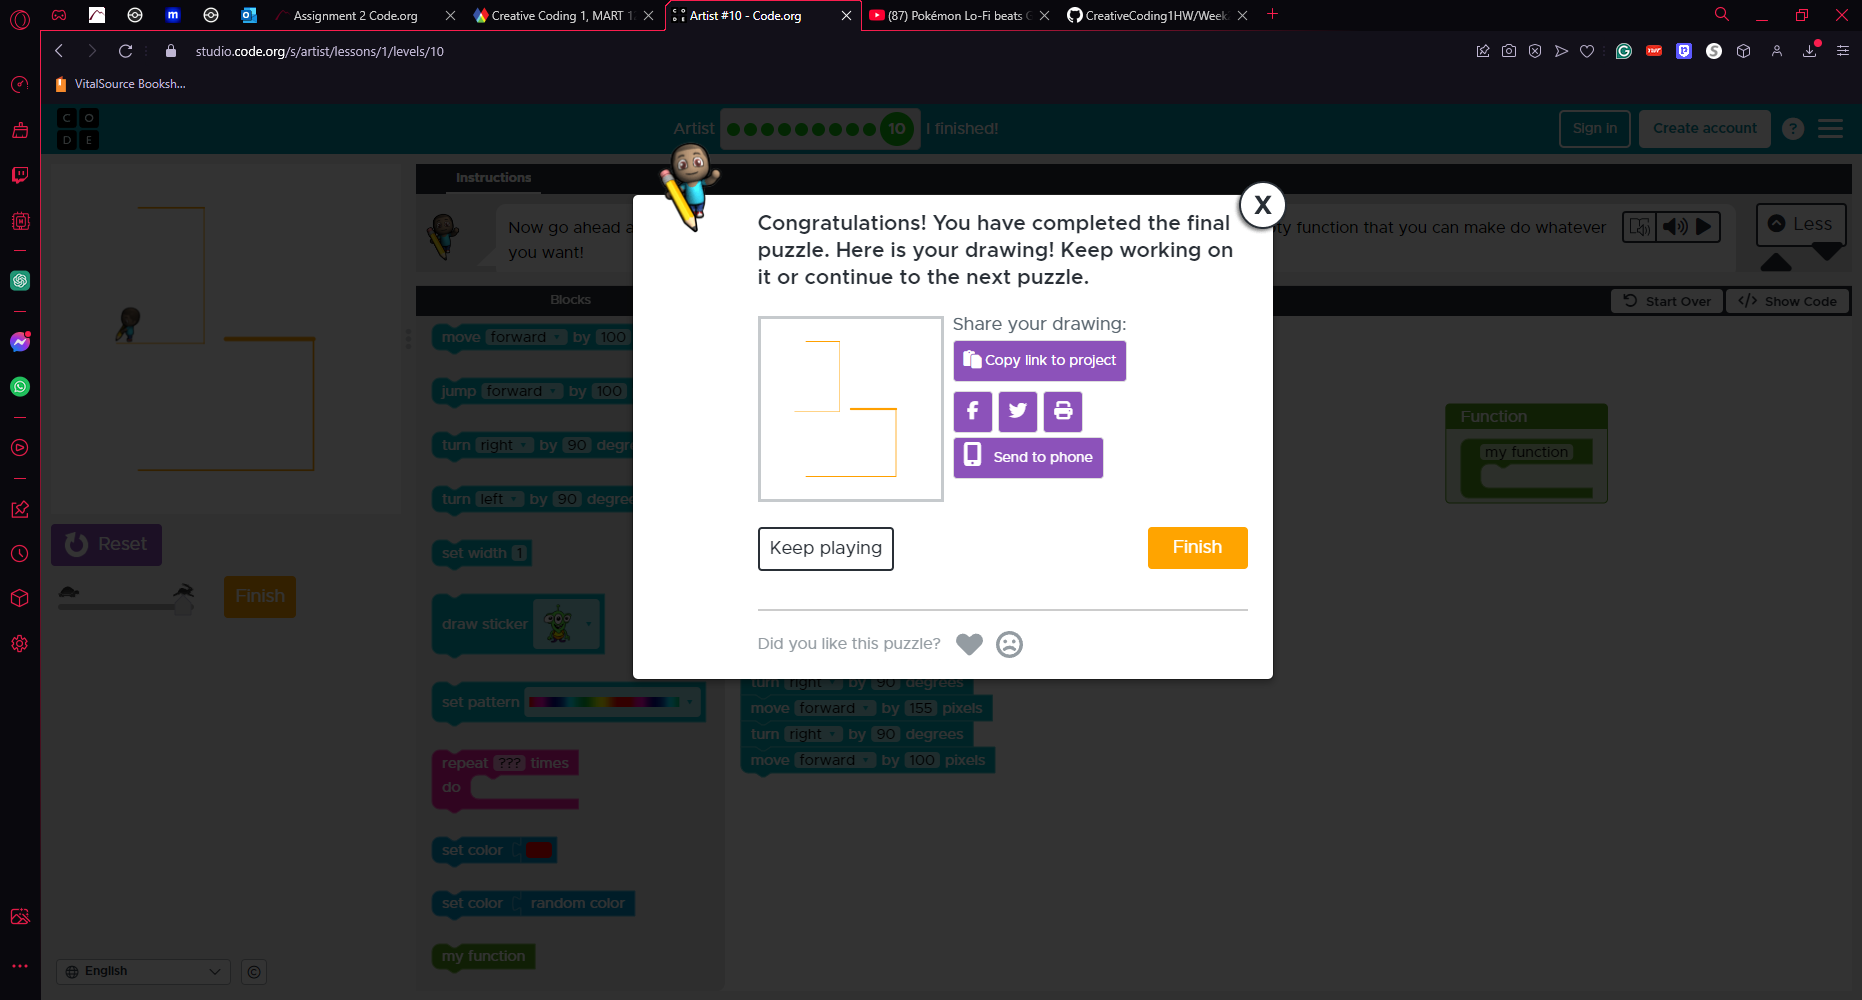 Assignment 2 Code.org
Creative Coding 1, MART 1
Artist #10 - Code.org
(87) Pokémon Lo-Fi beats
CreativeCoding1HW/Week
studio.code.org/s/artist/lessons/1/levels/10
VitalSource Booksh...
C O
D E
Artist
10
I finished!
Sign in
Create account
?
Instructions
Now go ahead
function that you can make do whatever
you want!
Less
Blocks
Start Over
Show Code
Congratulations! You have completed the final
puzzle. Here is your drawing! Keep working on
it or continue to the next puzzle.
X
Share your drawing:
Copy link to project
Send to phone
Keep playing
Finish
Did you like this puzzle?
Reset
Finish
move forward by 100
jump forward by 100
turn right by 90
turn left by 90
set width 1
draw sticker
set pattern
repeat ??? times
do
set color
set color random color
my function
turn right by 90 degrees
move forward by 155 pixels
turn right by 90 degrees
move forward by 100 pixels
Function
my function
English
©